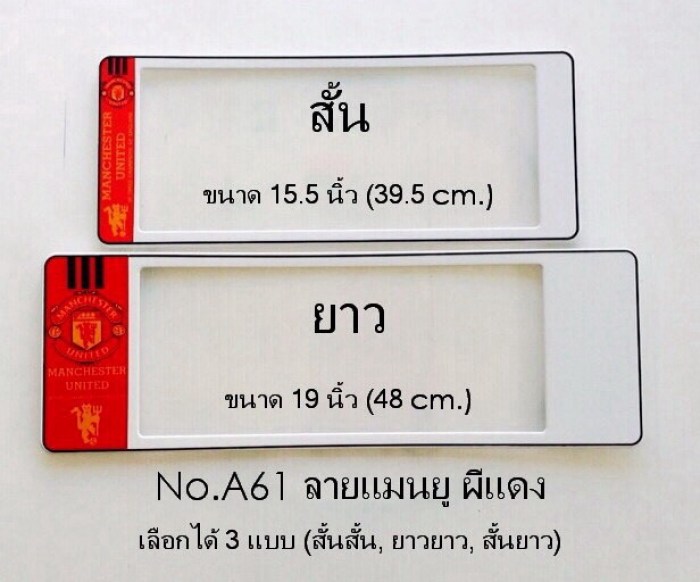 MANCHESTER
UNITED
สั้น
ขนาด 15.5 นิ้ว (39.5 cm.)
MANCHESTER
UNITED
MANCHESTER
UNITED
ยาว
ขนาด 19 นิ้ว (48 cm.)
No.A61 ลายแมนยู ผีแดง
เลือกได้ 3 แบบ (สั้นสั้น, ยาวยาว, สั้นยาว)